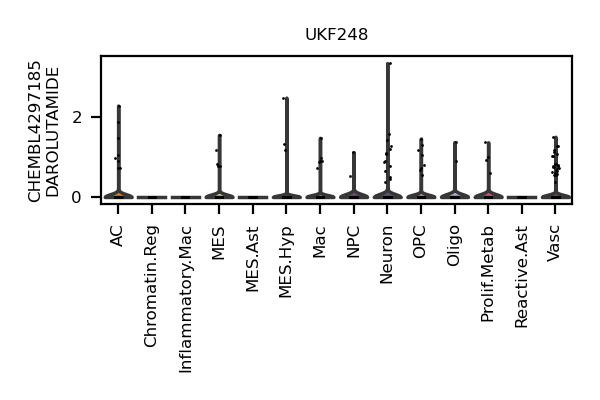 UKF248
CHEMBL4297185
DAROLUTAMIDE
2
0
AC
Chromatin.Reg
Inflammatory.Mac
MES
MES.Ast
MES.Hyp
Mac
NPC
Neuron
OPC
Oligo
Prolif.Metab
Reactive.Ast
Vasc